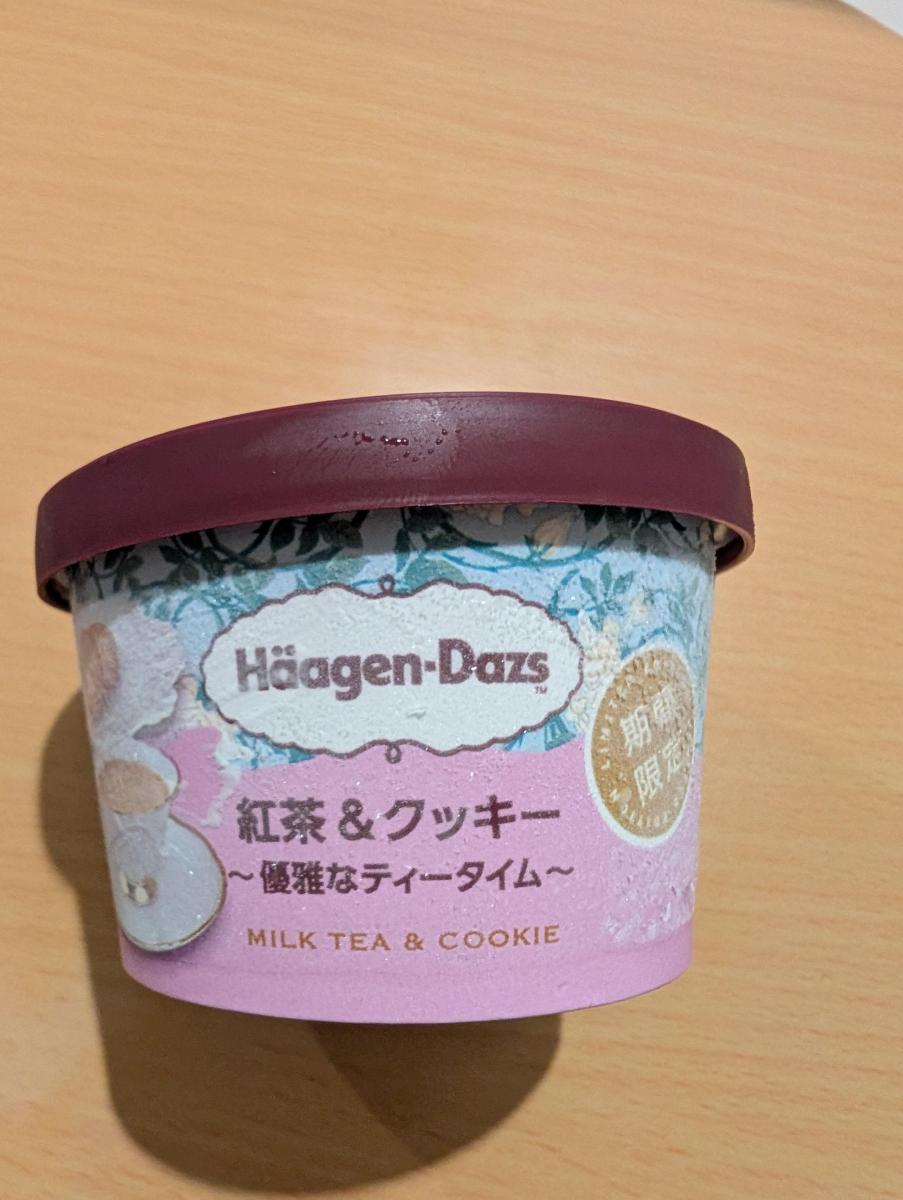 Häagen-Dazs
TM
紅茶&クッキー
～優雅なティータイム～
MILK TEA & COOKIE
期間
限定